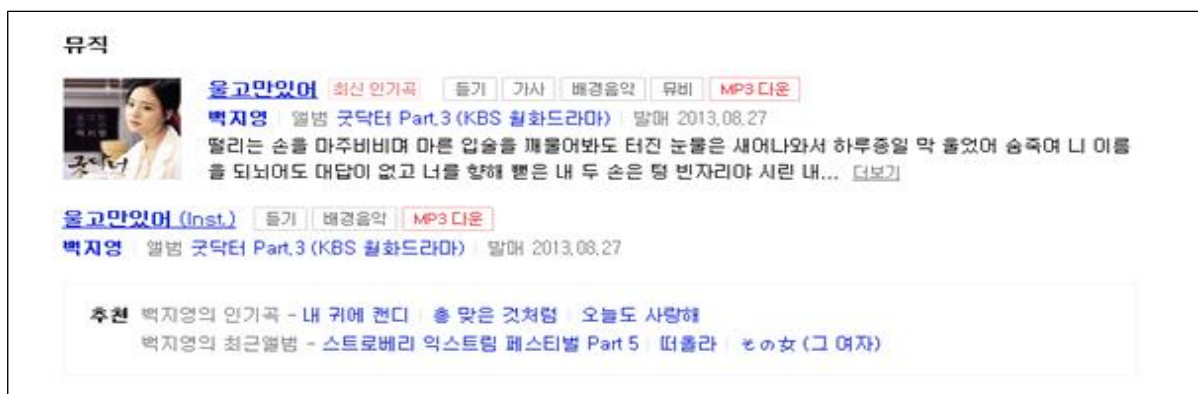 뮤직
울고만있어 최신 인기곡 듣기 가사 배경음악 뮤비 MP3 다운
백지영 앨범 굿닥터 Part.3 (KBS 월화드라마) 발매 2013.08.27
떨리는 손을 마주비비며 마른 입술을 깨물어봐도 터진 눈물은 새어나와서 하루종일 막 울었어 숨죽여 니 이름
을 되뇌어도 대답이 없고 너를 향해 뻗은 내 두 손은 텅 빈자리야 시린 내... 더보기
굿닥터
울고만있어 (Inst.) 듣기 배경음악 MP3 다운
백지영 앨범 굿닥터 Part.3 (KBS 월화드라마) 발매 2013.08.27
추천 백지영의 인기곡 - 내 귀에 캔디 총 맞은 것처럼 오늘도 사랑해
백지영의 최근앨범 - 스트로베리 익스트림 페스티벌 Part 5 떠올라 その女 (그 여자)